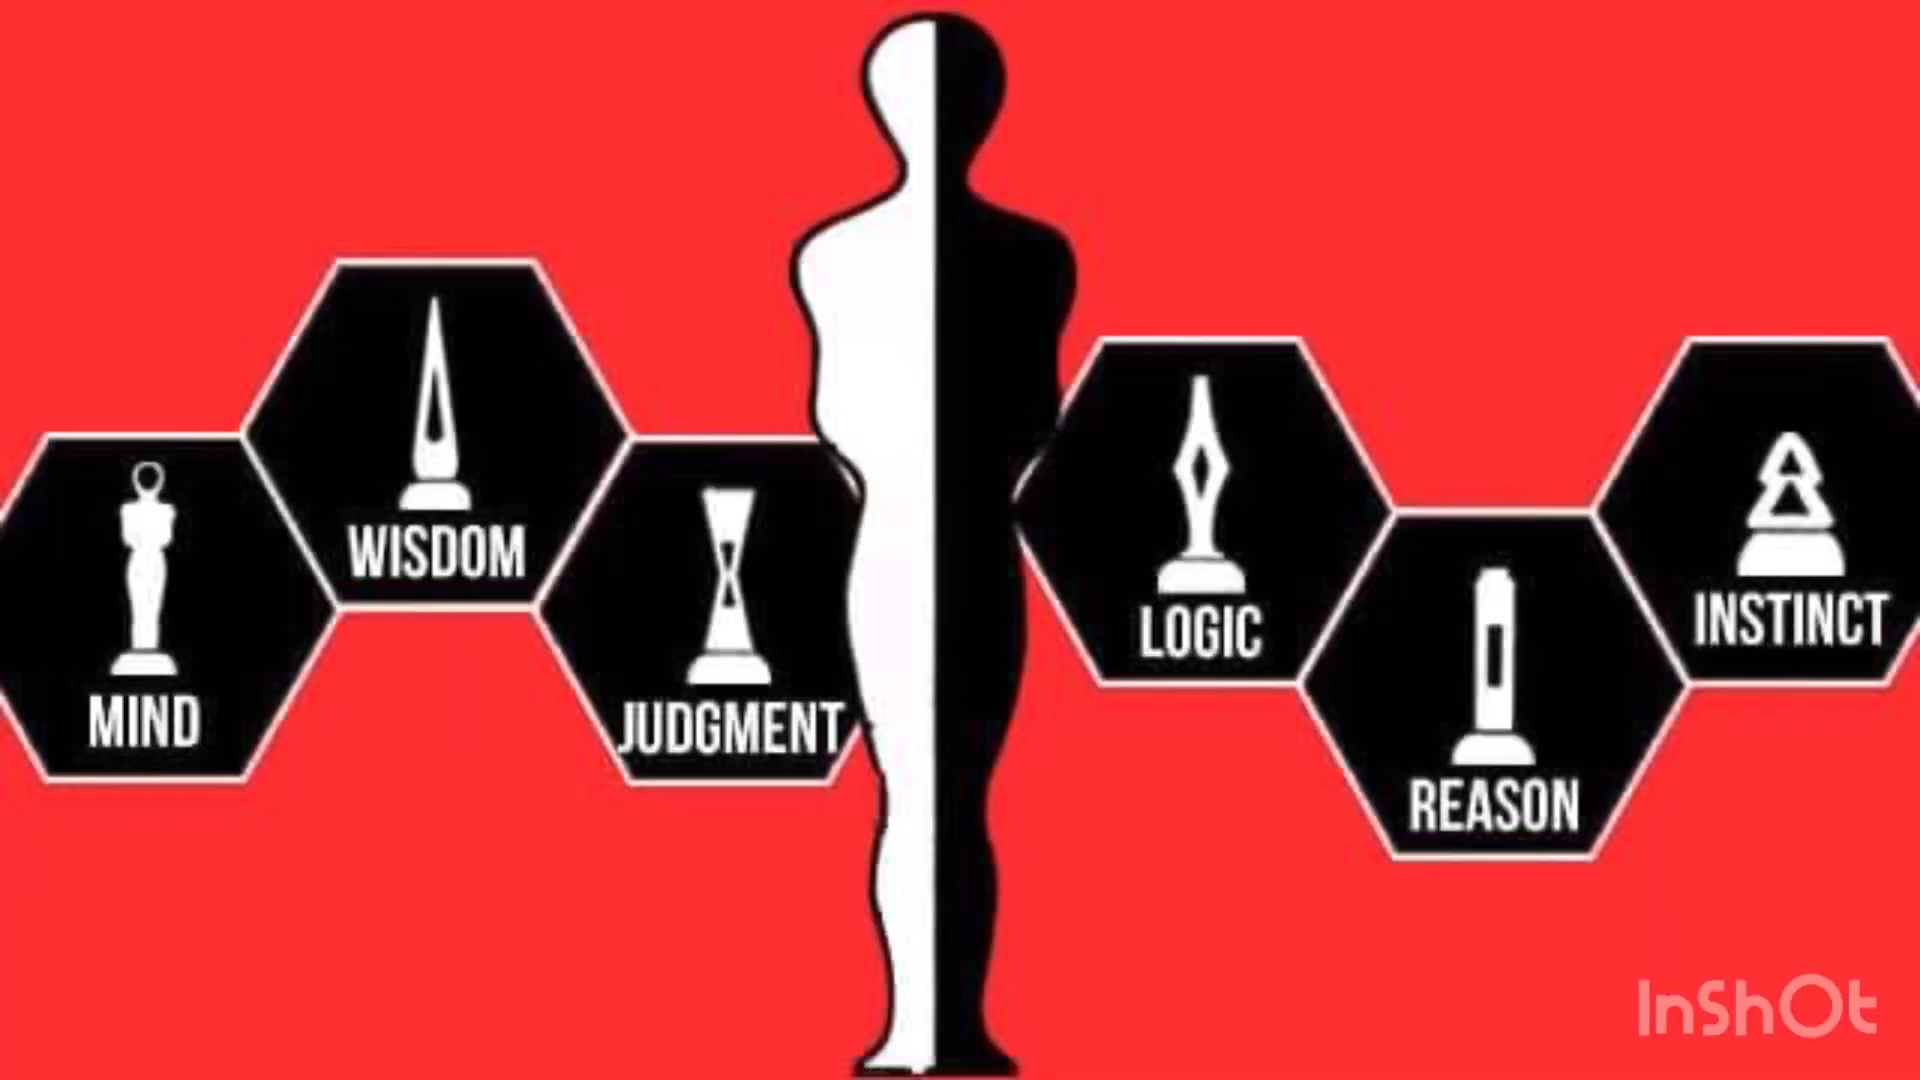 MIND
WISDOM
JUDGMENT
LOGIC
REASON
INSTINCT
InShOt